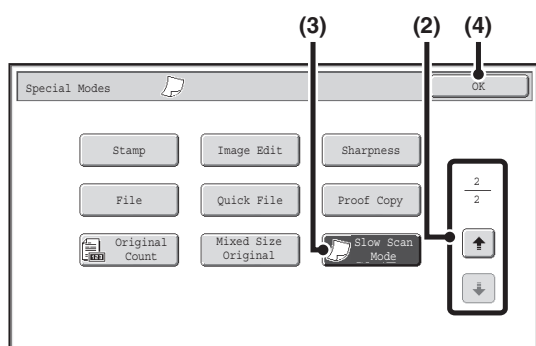 (3) (2) (4)
Special Modes OK
Stamp Image Edit Sharpness
2
2
File Quick File Proof Copy
Original
Count
Mixed Size
Original
Slow Scan
Mode